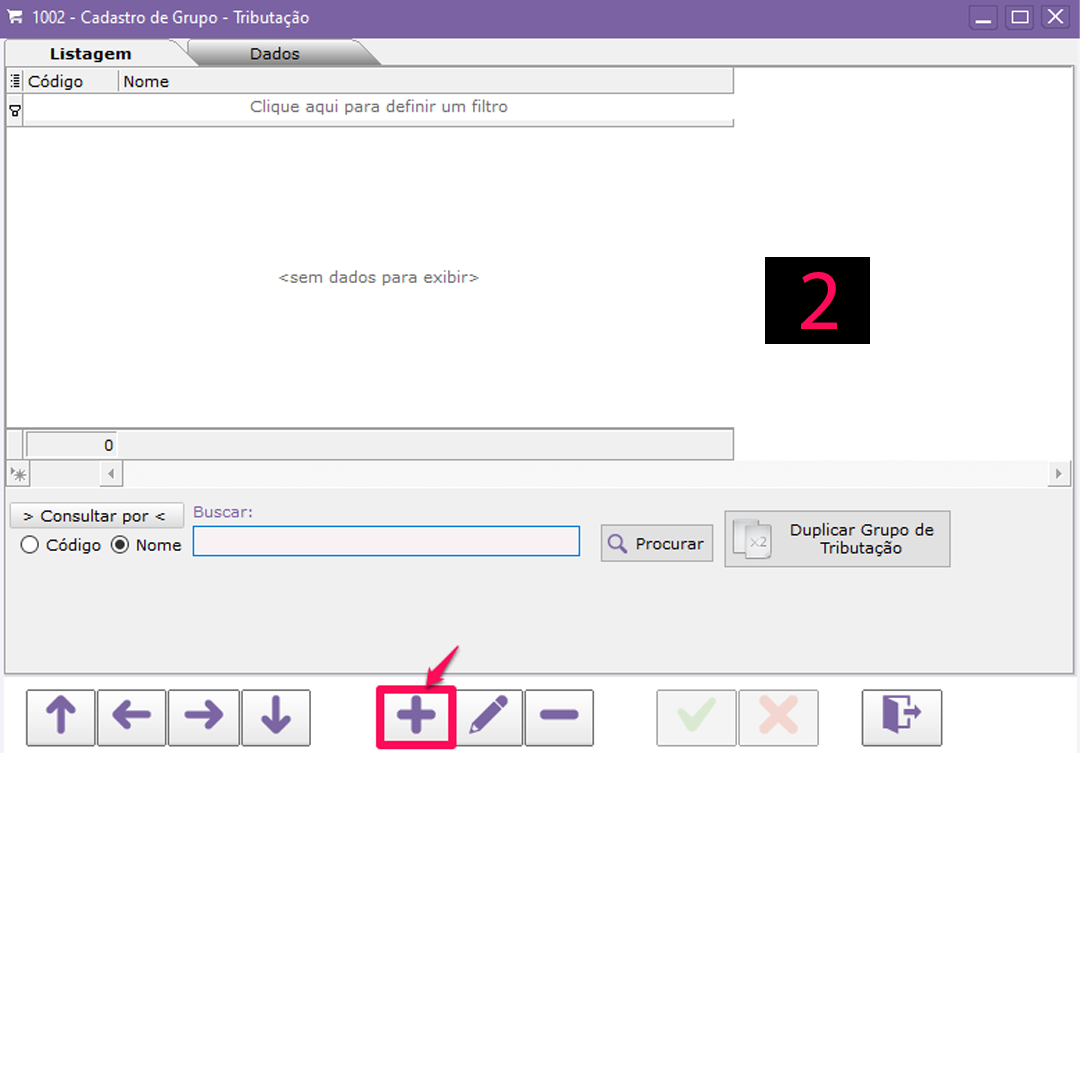 1002 - Cadastro de Grupo - Tributação
Listagem
Dados
Código
Nome
Clique aqui para definir um filtro
<sem dados para exibir>
2
0
> Consultar por <
Código
Nome
Buscar:
Procurar
x2
Duplicar Grupo de
Tributação